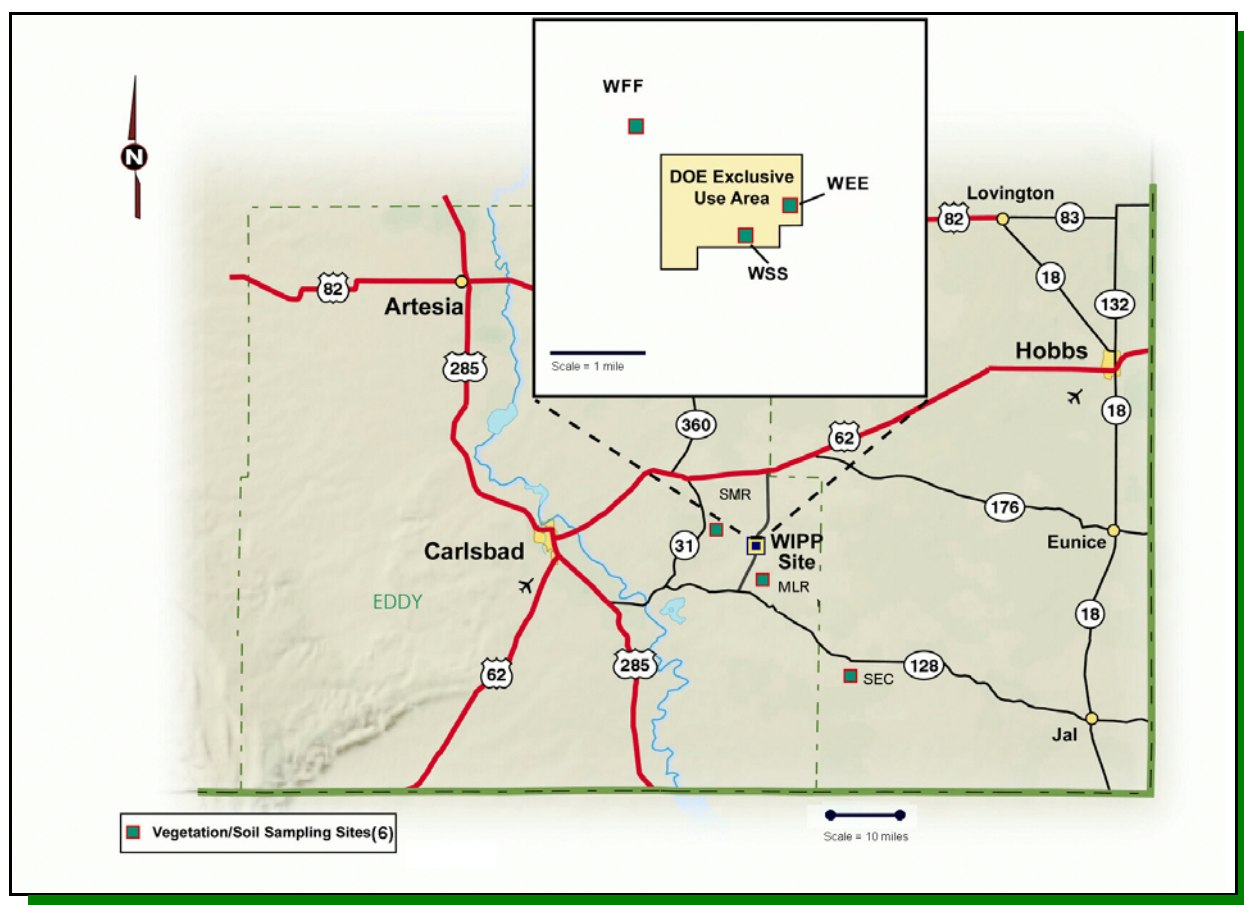 WFF
N
DOE Exclusive
Use Area
WEE
WSS
Scale = 1 mile
Lovington
82
83
18
132
82
Artesia
285
Hobbs
18
360
62
SMR
176
31
WIPP
Site
Eunice
Carlsbad
MLR
EDDY
18
62
285
128
SEC
Jal
Vegetation/Soil Sampling Sites(6)
Scale = 10 miles